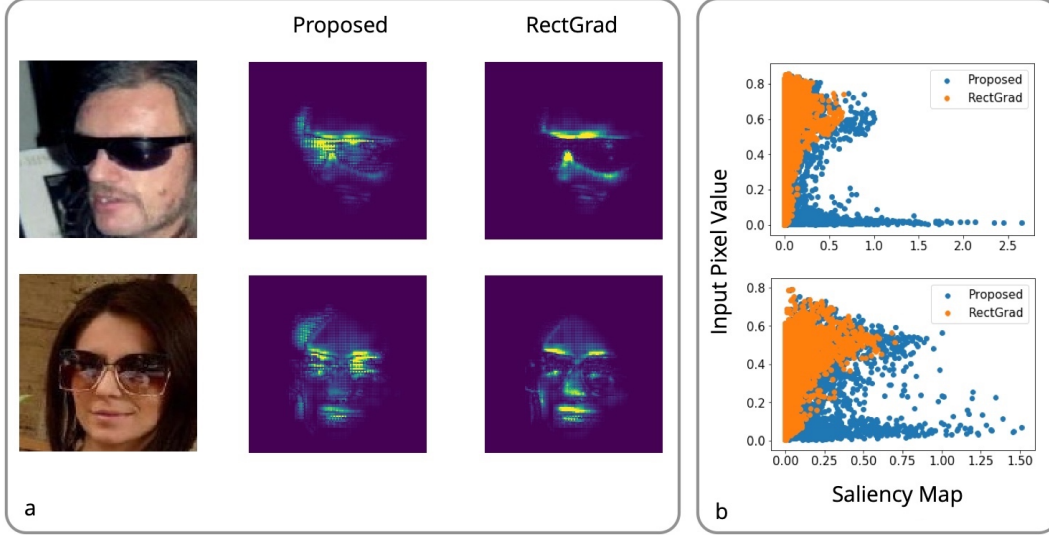 Proposed
RectGrad
a
Input Pixel Value
0.8
0.6
0.4
0.2
0.0
Proposed
RectGrad
0.0 0.5 1.0 1.5 2.0 2.5
0.8
0.6
0.4
0.2
0.0
Proposed
RectGrad
0.00 0.25 0.50 0.75 1.00 1.25 1.50
Saliency Map
b